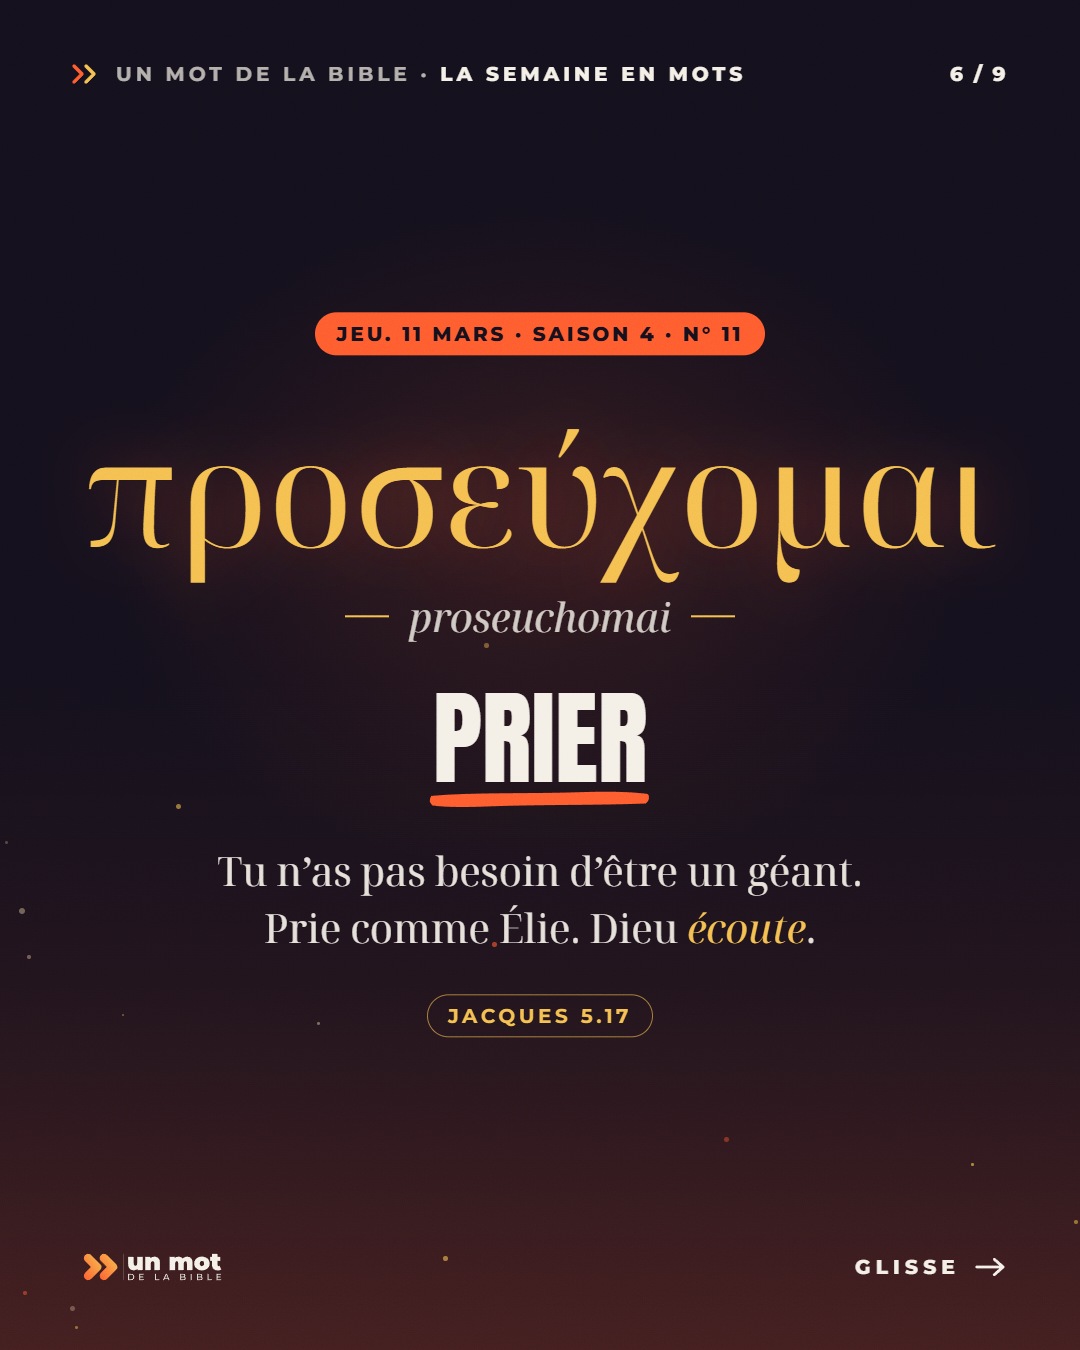 UN MOT DE LA BIBLE · LA SEMAINE EN MOTS
6 / 9
JEU. 11 MARS · SAISON 4 · N° 11
προσεύχομαι
proseuchomai
PRIER
Tu n’as pas besoin d’être un géant.
Prie comme Élie. Dieu écoute.
JACQUES 5.17
un mot
DE LA BIBLE
GLISSE →